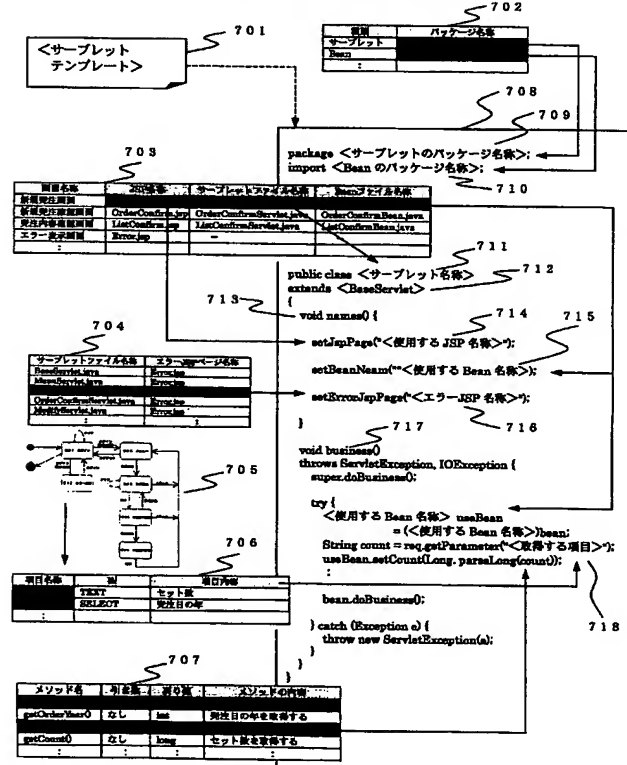 701
702
<サーブレット
テンプレート>
種別 パッケージ名称
サーブレット
Bean
:
708
709
package <サーブレットのパッケージ名称>;
import <Bean のパッケージ名称>;
710
703
画面名称 JSP名称 サーブレットファイル名称 Beanファイル名称
新規受注画面
新規受注確認画面 OrderConfirm.jsp OrderConfirmServlet.java OrderConfirmBean.java
受注内容確認画面 ListConfirm.jsp ListConfirmServlet.java ListConfirmBean.java
エラー表示画面 Error.jsp –
:
711
public class <サーブレット名称>
712
extends <BaseServlet>
{
713
void names() {
714
715
setJspPage("<使用する JSP 名称>");
setBeanNeam(""<使用する Bean 名称>);
setErrorJspPage("<エラーJSP 名称>");
716
}
704
サーブレットファイル名称 エラーJSPページ名称
BaseServlet.java Error.jsp
MenuServlet.java Error.jsp
OrderConfirmServlet.java Error.jsp
ModifyServlet.java Error.jsp
: :
717
void business()
throws ServletException, IOException {
super.doBusiness();
705
try {
<使用する Bean 名称> useBean
= (<使用する Bean 名称>)bean;
String count = req.getParameter("<取得する項目>");
useBean.setCount(Long, parseLong(count));
:
718
bean.doBusiness();
} catch (Exception e) {
throw new ServletException(e);
}
}
}
706
項目名称 型 項目内容
TEXT セット数
SELECT 受注日の年
:
707
メソッド名 引き数 戻り値 メソッドの内容
getOrderYear() なし int 受注日の年を取得する
getCount() なし long セット数を取得する
: : : :